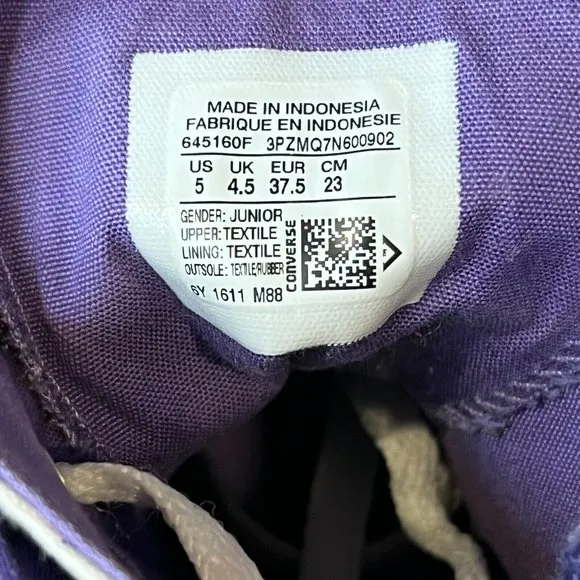 MADE IN INDONESIA
FABRIQUE EN INDONESIE
645160F 3PZMQ7N600902
US UK EUR CM
5 4.5 37.5 23
GENDER: JUNIOR
UPPER: TEXTILE
LINING: TEXTILE
OUTSOLE: TEXTILE/RUBBER
6Y 1611 M88
CONVERSE